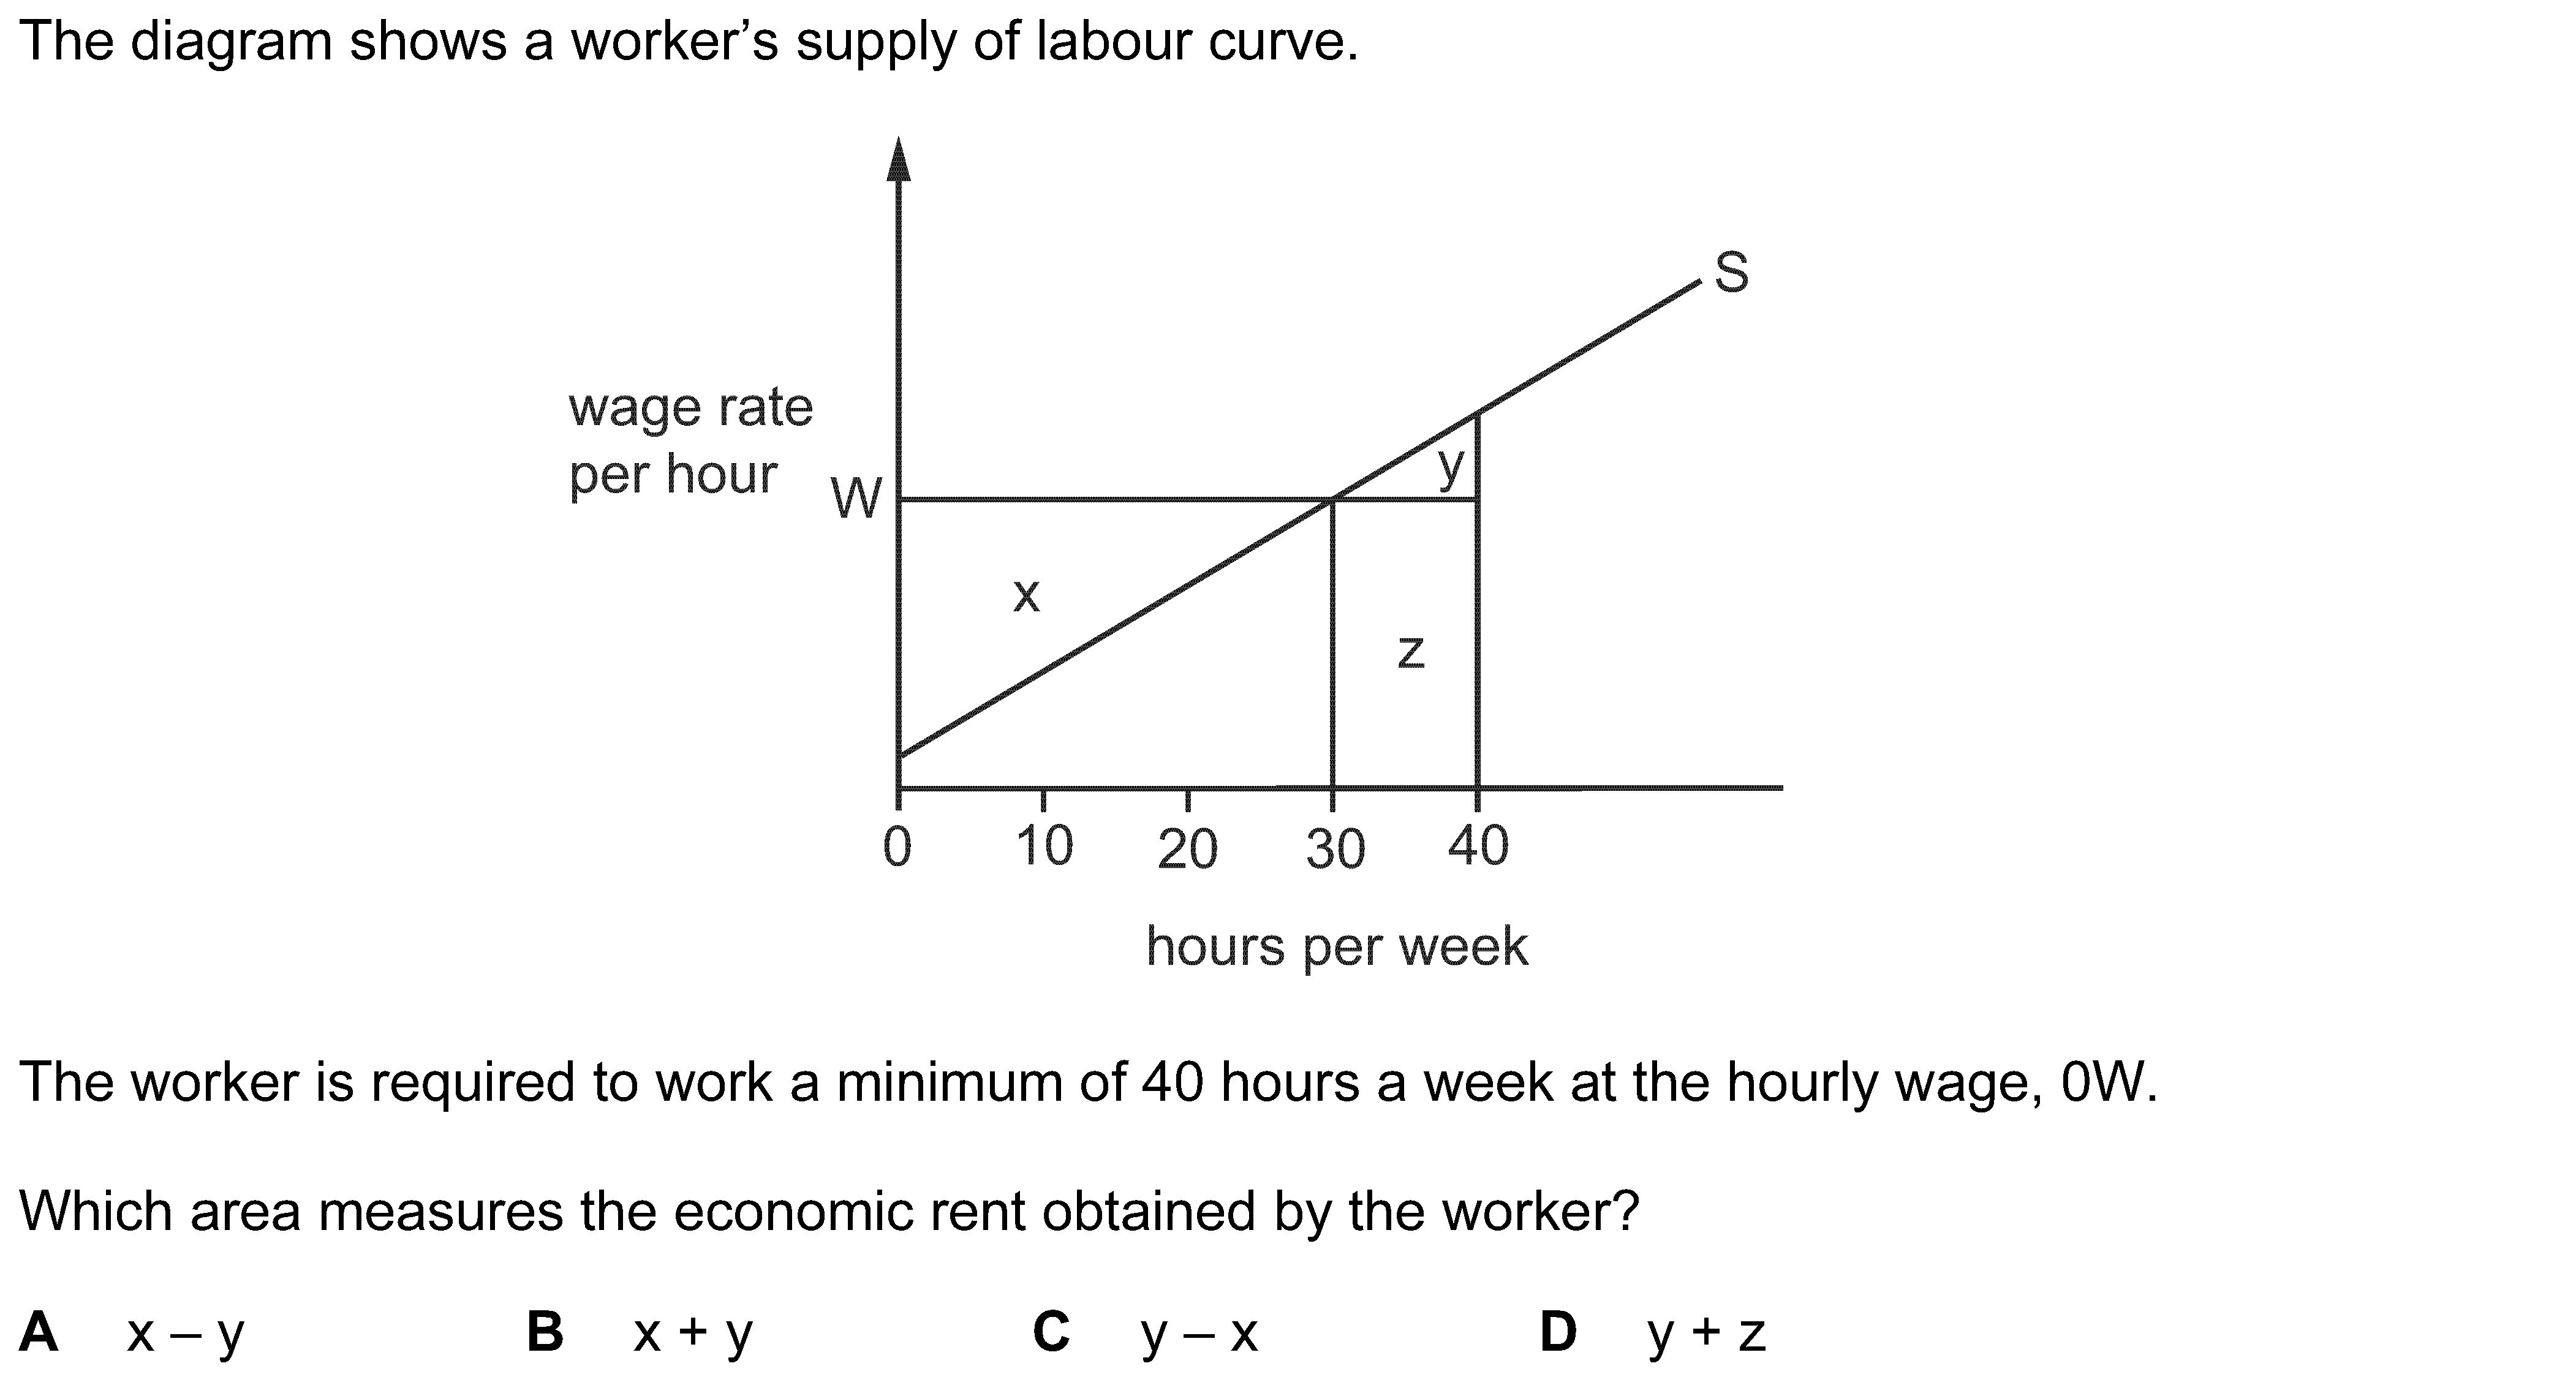 The diagram shows a worker’s supply of labour curve.
S
wage rate
per hour
W
y
x
z
0 10 20 30 40
hours per week
The worker is required to work a minimum of 40 hours a week at the hourly wage, 0W.
Which area measures the economic rent obtained by the worker?
A x – y B x + y C y – x D y + z